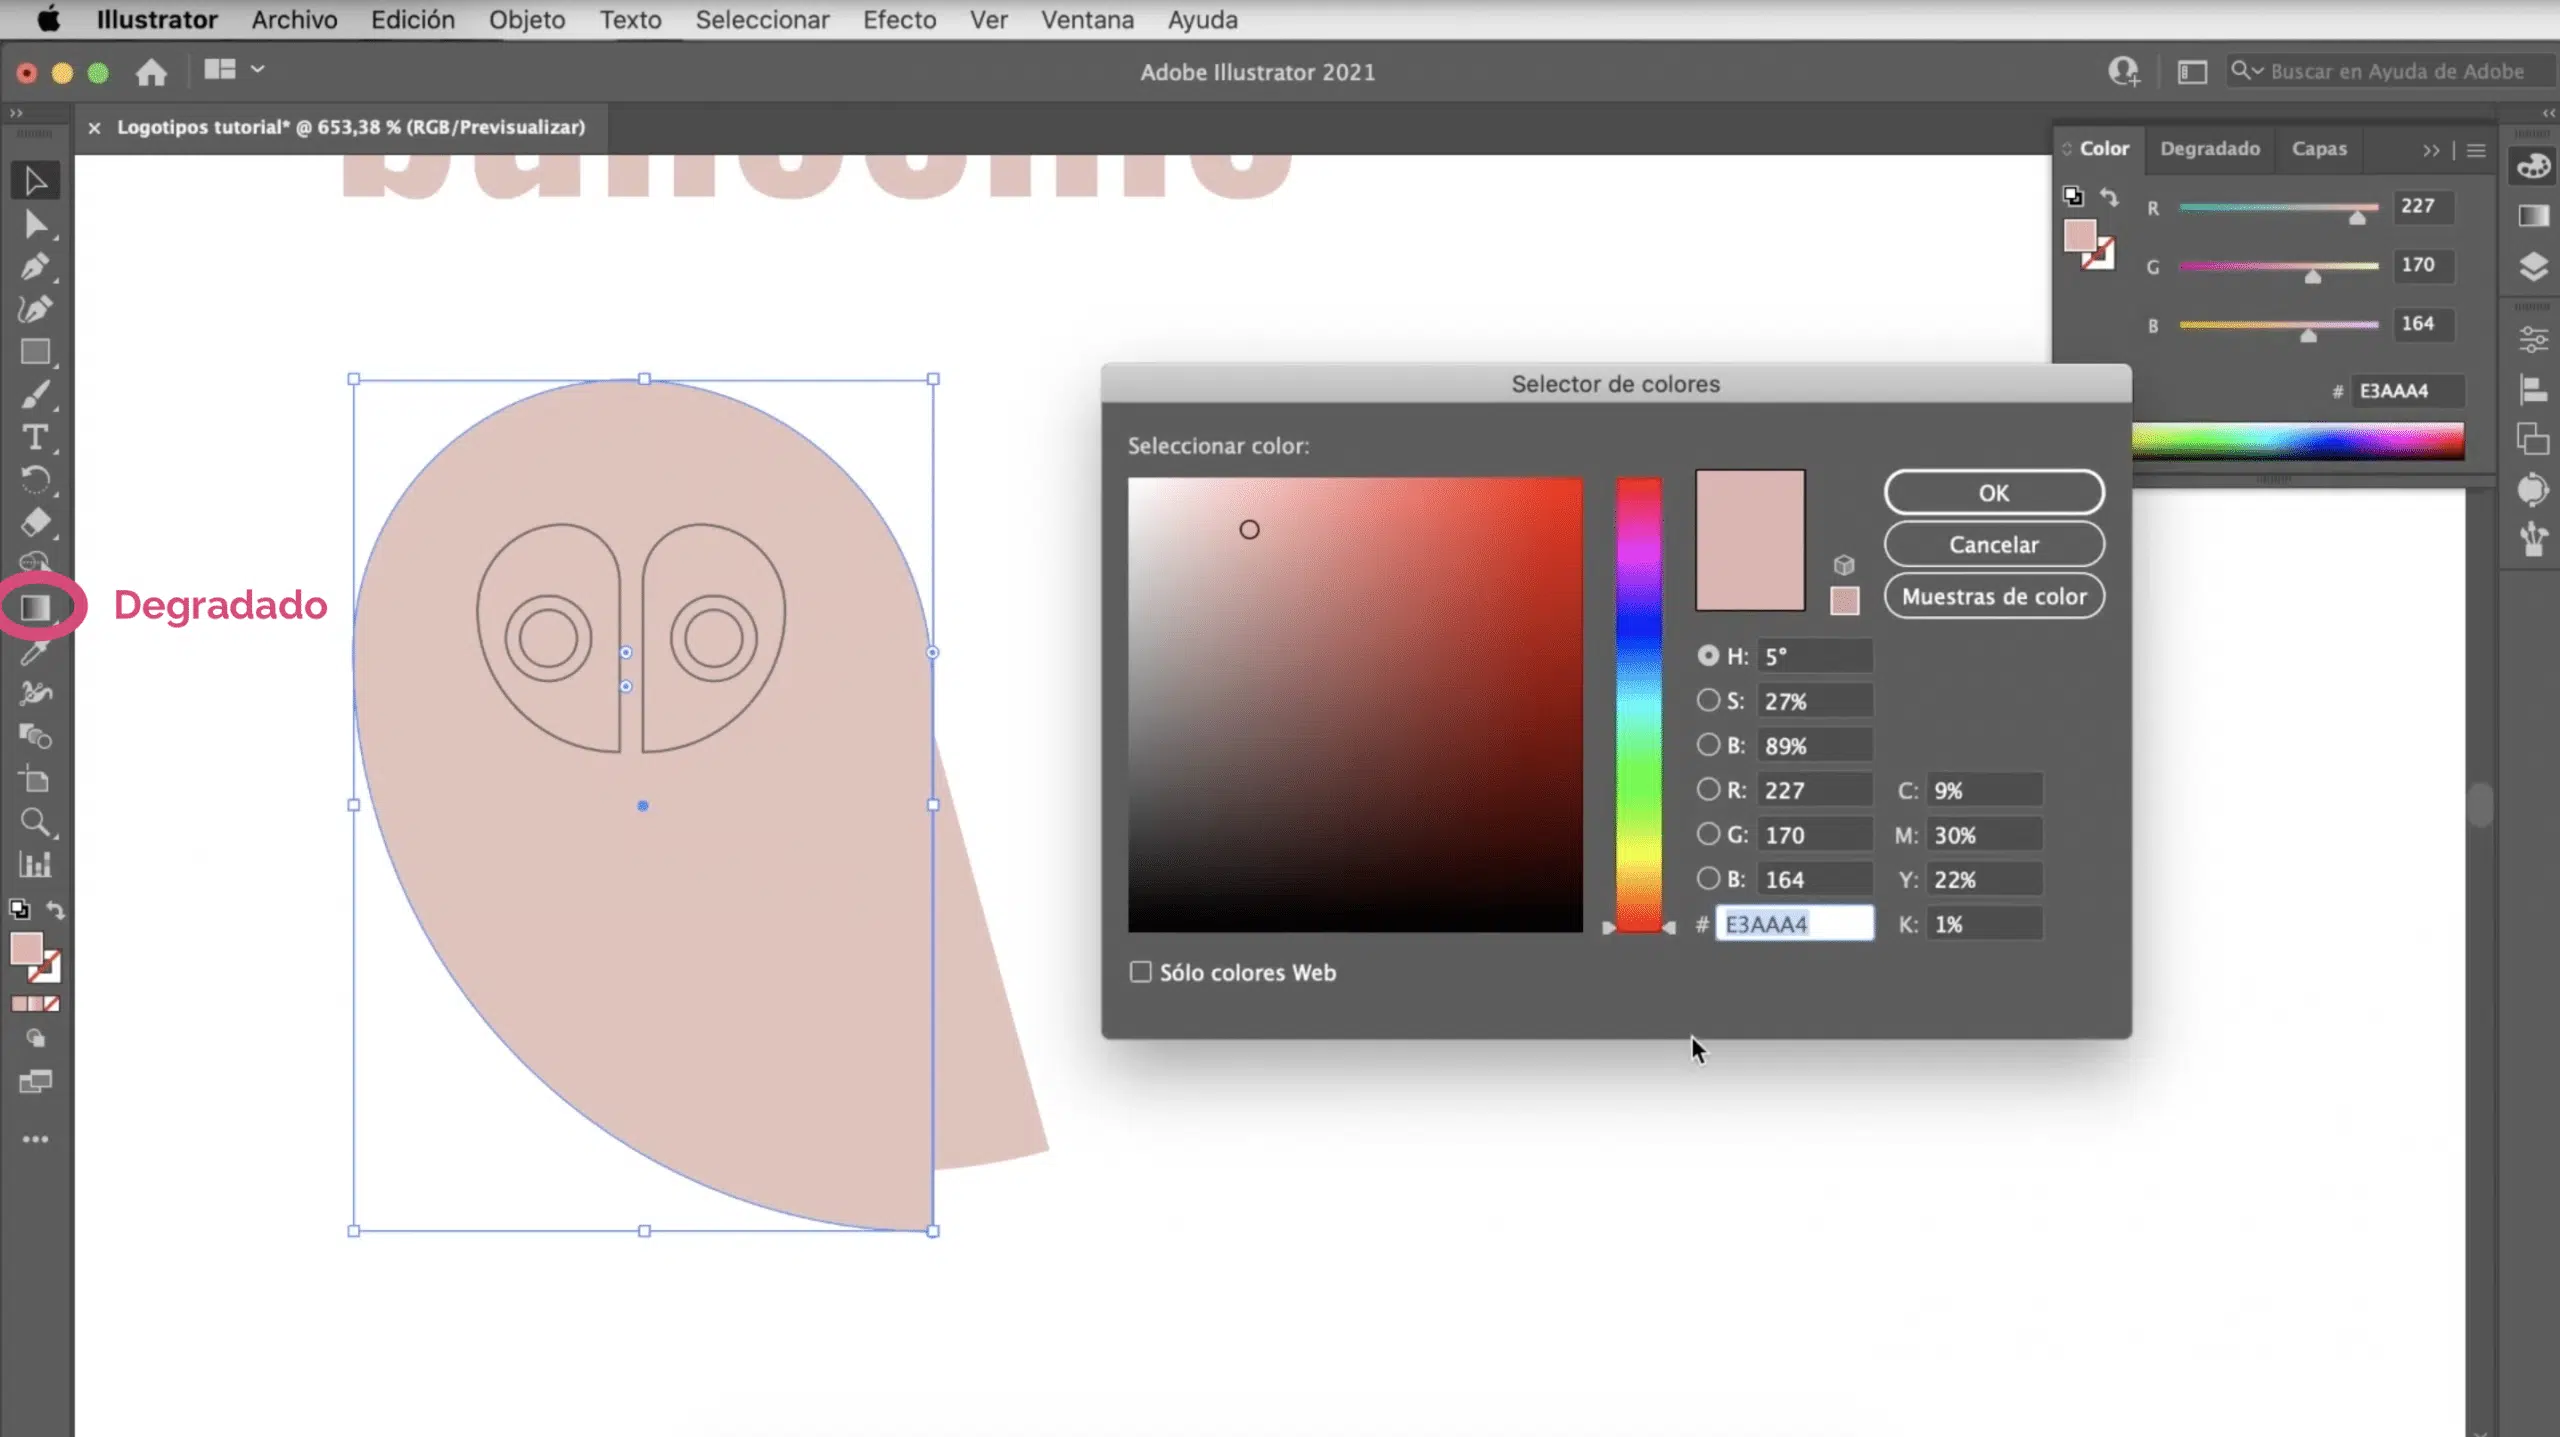 Illustrator Archivo Edición Objeto Texto Seleccionar Efecto Ver Ventana Ayuda
Adobe Illustrator 2021
Buscar en Ayuda de Adobe
Logotipos tutorial* @ 653,38 % (RGB/Previsualizar)
Color Degradado Capas
R 227
G 170
B 164
# E3AAA4
Degradado
Selector de colores
Seleccionar color:
OK
Cancelar
Muestras de color
H: 5°
S: 27%
B: 89%
R: 227 C: 9%
G: 170 M: 30%
B: 164 Y: 22%
# E3AAA4 K: 1%
Sólo colores Web